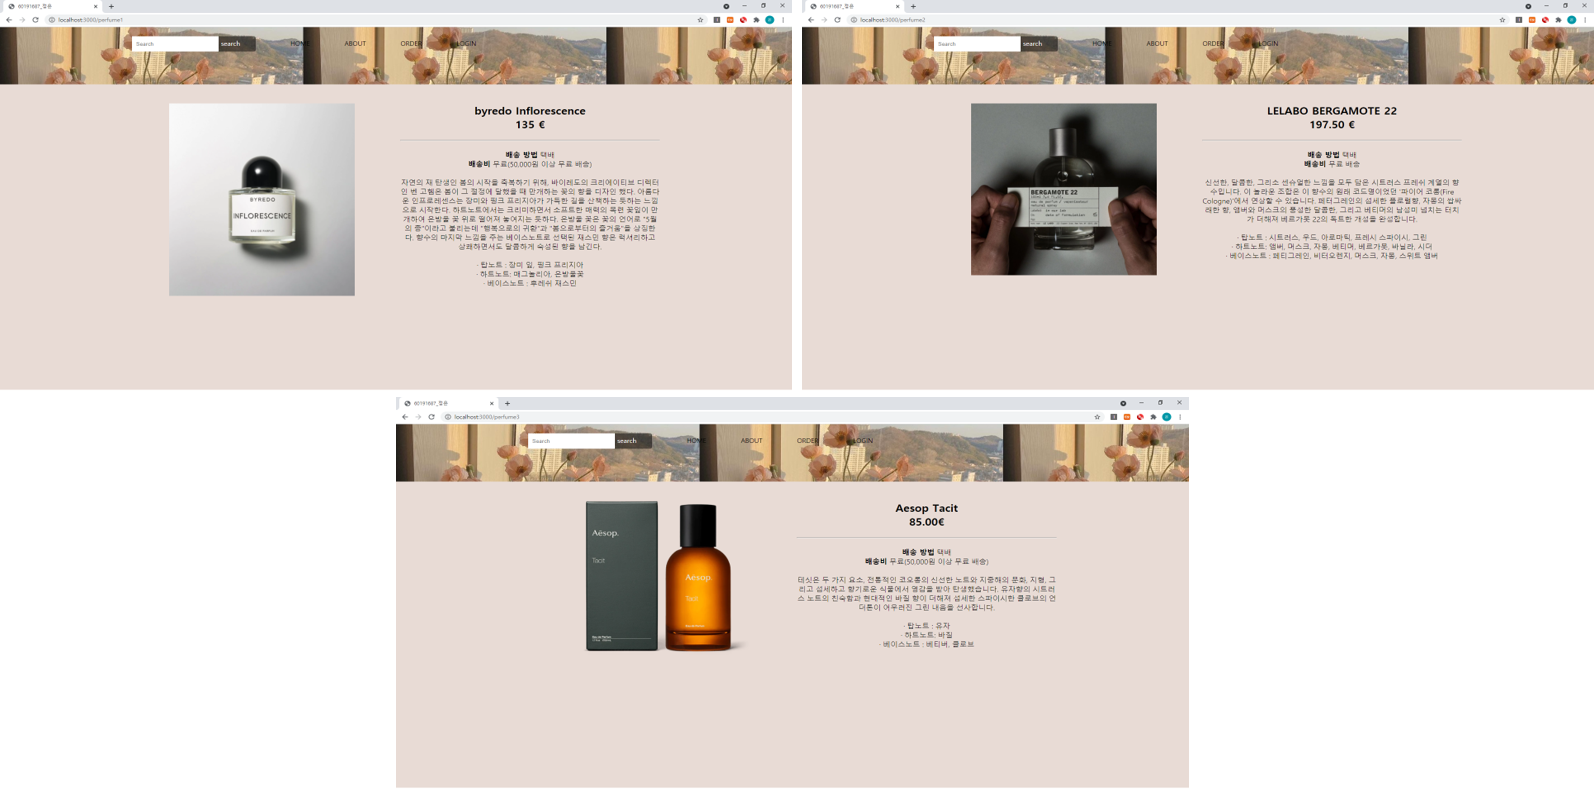 60191687_정은
localhost:3000/perfume1
Search
search
HOME
ABOUT
ORDER
LOGIN
BYREDO
INFLORESCENCE
EAU DE PARFUM
byredo Inflorescence
135 €
배송 방법 택배
배송비 무료(50,000원 이상 무료 배송)
자연의 재 탄생인 봄의 시작을 축복하기 위해, 바이레도의 크리에이티브 디렉터
인 벤 고헴은 봄이 그 절정에 달했을 때 만개하는 꽃의 향을 디자인 했다. 아름다
운 인프로레센스는 장미와 핑크 프리지아가 가득한 길을 산책하는 듯하는 느낌
으로 시작한다. 하트노트에서는 크리미하면서 소프트한 매력의 목련 꽃잎이 만
개하여 은방울 꽃 위로 떨어져 놓여지는 듯하다. 은방울 꽃은 꽃의 언어로 "5월
의 종"이라고 불리는데 "행복으로의 귀환"과 "봄으로부터의 즐거움"을 상징한
다. 향수의 마지막 느낌을 주는 베이스노트로 선택된 재스민 향은 럭셔리하고
상쾌하면서도 달콤하게 숙성된 향을 남긴다.
· 탑노트 : 장미 잎, 핑크 프리지아
· 하트노트: 매그놀리아, 은방울꽃
· 베이스노트 : 후레쉬 재스민
60191687_정은
localhost:3000/perfume2
Search
search
HOME
ABOUT
ORDER
LOGIN
BERGAMOTE 22
LELABO BERGAMOTE 22
197.50 €
배송 방법 택배
배송비 무료 배송
신선한, 달콤한, 그리스 센슈얼한 느낌을 모두 담은 시트러스 프레쉬 계열의 향
수입니다. 이 놀라운 조합은 이 향수의 원래 코드명이었던 '파이어 코롱(Fire
Cologne)'에서 연상할 수 있습니다. 페티그레인의 섬세한 플로럴향, 자몽의 쌉싸
래한 향, 앰버와 머스크의 풍성한 달콤한, 그리고 베티머의 남성미 넘치는 터치
가 더해져 베르가못 22의 독특한 개성을 완성합니다.
· 탑노트 : 시트러스, 우드, 아로마틱, 프레시 스파이시, 그린
· 하트노트: 앰버, 머스크, 자몽, 베티머, 베르가못, 바닐라, 시더
· 베이스노트 : 페티그레인, 비터오렌지, 머스크, 자몽, 스위트 앰버
60191687_정은
localhost:3000/perfume3
Search
search
HOME
ABOUT
ORDER
LOGIN
Aēsop.
Tacit
Aēsop.
Tacit
Aesop Tacit
85.00€
배송 방법 택배
배송비 무료(50,000원 이상 무료 배송)
테싯은 두 가지 요소, 전통적인 코오롱의 신선한 노트와 지중해의 문화, 지형, 그
리고 섬세하고 향기로운 식물에서 영감을 받아 탄생했습니다. 유자향의 시트러
스 노트의 친숙함과 현대적인 바질 향이 더해져 섬세한 스파이시한 클로브의 언
더톤이 어우러진 그린 내음을 선사합니다.
· 탑노트 : 유자
· 하트노트: 바질
· 베이스노트 : 베티버, 클로브